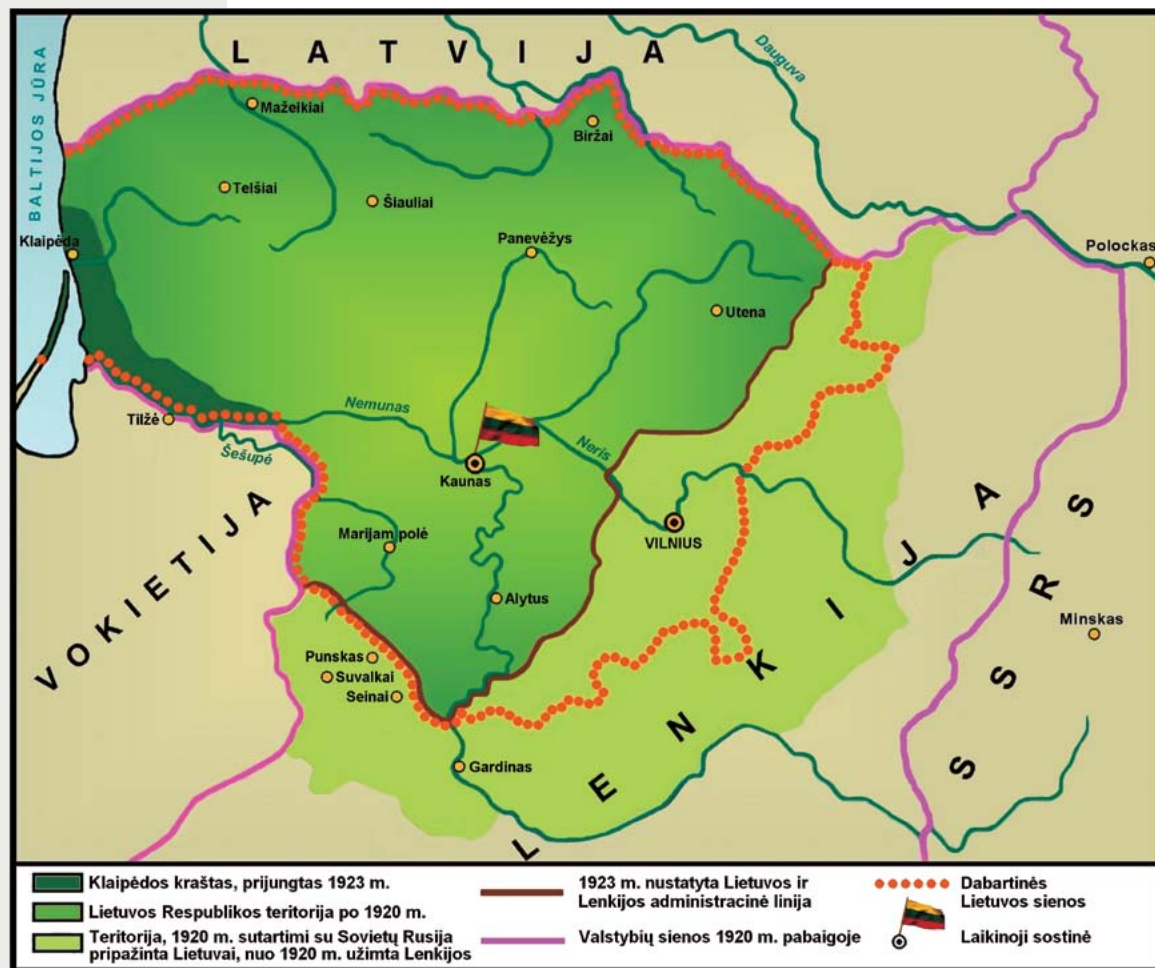 LATVIJA
Dauguva
BALTIJOS JŪRA
Mažeikiai
Biržai
Telšiai
Šiauliai
Klaipėda
Panevėžys
Polockas
Utena
Tilžė
Nemunas
Šešupė
Neris
Kaunas
VILNIUS
VOKIETIJA
Marijampolė
Alytus
Minskas
Punskas
Suvalkai
Seinai
Gardinas
LENKIJA
SSRS
Klaipėdos kraštas, prijungtas 1923 m.
Lietuvos Respublikos teritorija po 1920 m.
Teritorija, 1920 m. sutartimi su Sovietų Rusija
pripažinta Lietuvai, nuo 1920 m. užimta Lenkijos
1923 m. nustatyta Lietuvos ir
Lenkijos administracinė linija
Valstybių sienos 1920 m. pabaigoje
Dabartinės
Lietuvos sienos
Laikinoji sostinė